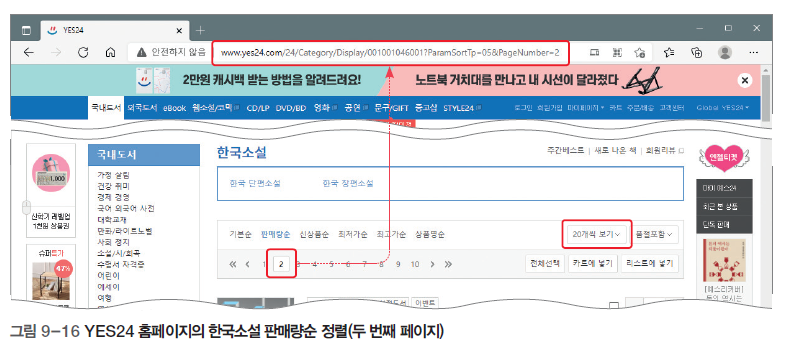 YES24
안전하지 않음 www.yes24.com/24/Category/Display/001001046001?ParamSortTp=05&PageNumber=2
2만원 캐시백 받는 방법을 알려드려요! 노트북 거치대를 만나고 내 시선이 달라졌다
국내도서 외국도서 eBook 웹소설/코믹 CD/LP DVD/BD 영화 공연 문구/GIFT 중고샵 STYLE24 로그인 회원가입 마이페이지 카트 주문/배송 고객센터 Global YES24
국내도서
가정 살림
건강 취미
경제 경영
국어 외국어 사전
대학교재
만화/라이트노벨
사회 정치
소설/시/희곡
수험서 자격증
어린이
에세이
여행
1,000
신학기 레벨업
1천원 상품권
슈퍼특가
47%
한국소설
주간베스트 | 새로 나온 책 | 회원리뷰
한국 단편소설 한국 장편소설
기본순 판매량순 신상품순 최저가순 최고가순 상품명순 20개씩 보기 품절포함
1 2 3 4 5 6 7 8 9 10 전체선택 카트에 넣기 리스트에 넣기
이벤트
엔젤티켓
마이 예스24
최근 본 상품
단독 판매
그림 9-16 YES24 홈페이지의 한국소설 판매량순 정렬(두 번째 페이지)